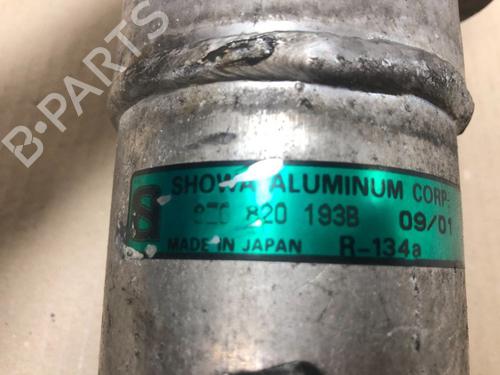 B-PARTS
SHOWA ALUMINUM CORP.
820 193B 09/01
MADE IN JAPAN R-134a